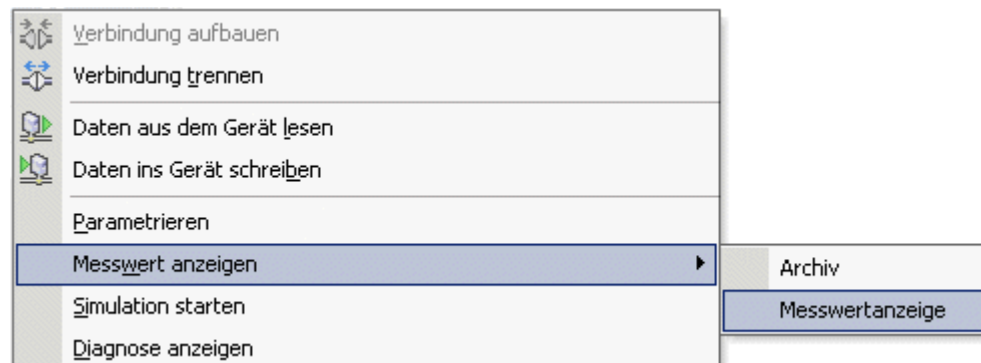 Verbindung aufbauen
Verbindung trennen
Daten aus dem Gerät lesen
Daten ins Gerät schreiben
Parametrieren
Messwert anzeigen
Archiv
Simulation starten
Messwertanzeige
Diagnose anzeigen